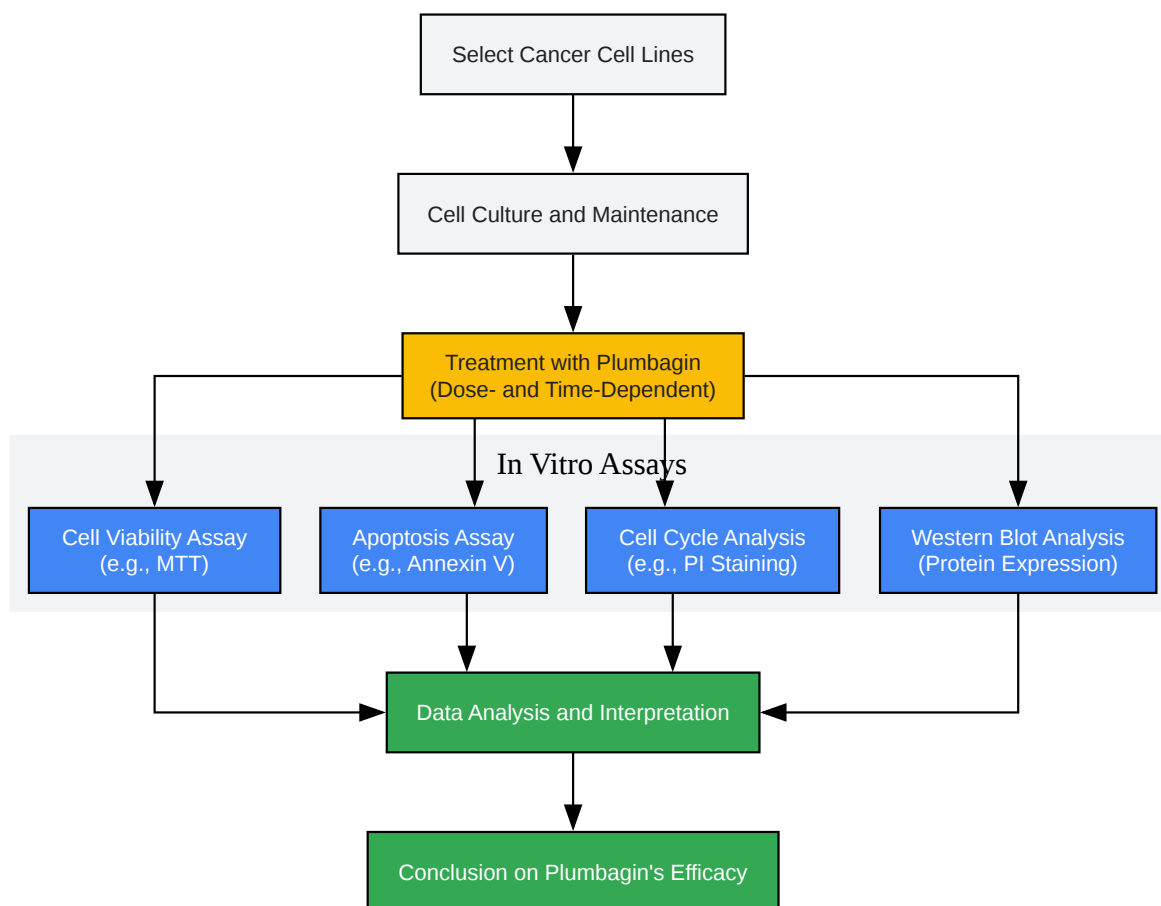 Select Cancer Cell Lines
Cell Culture and Maintenance
Treatment with Plumbagin
(Dose- and Time-Dependent)
In Vitro Assays
Cell Viability Assay
(e.g., MTT)
Apoptosis Assay
(e.g., Annexin V)
Cell Cycle Analysis
(e.g., PI Staining)
Western Blot Analysis
(Protein Expression)
Data Analysis and Interpretation
Conclusion on Plumbagin's Efficacy